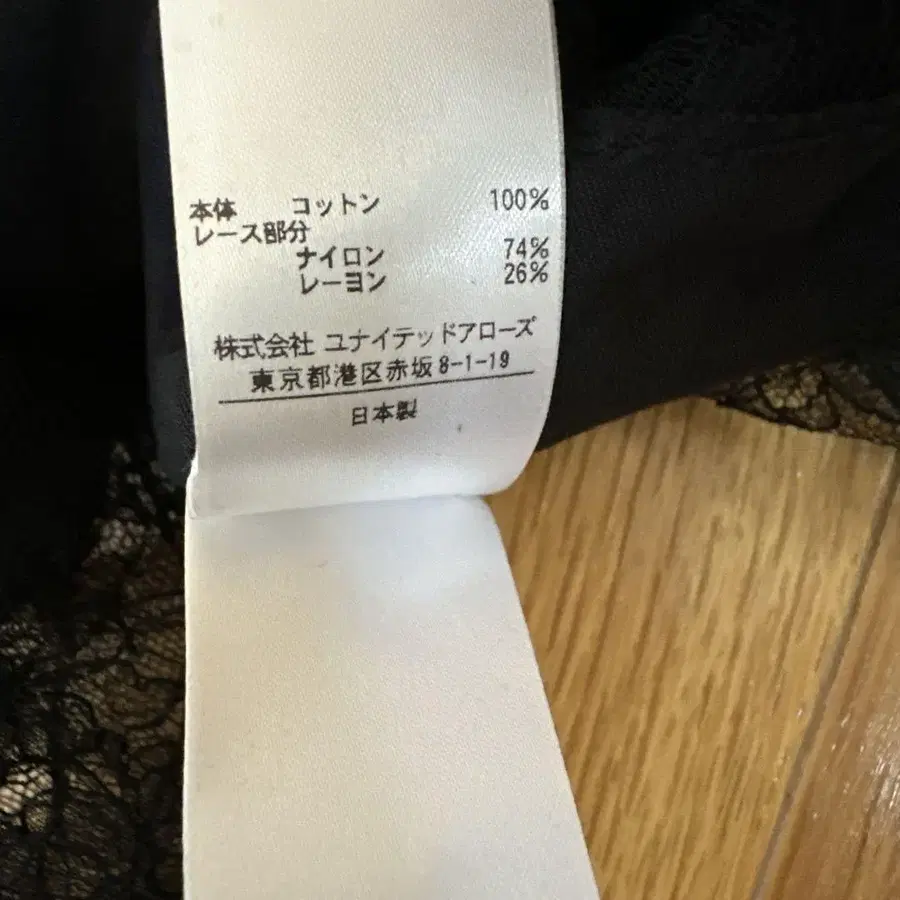 本体 コットン 100%
レース部分
ナイロン 74%
レーヨン 26%
株式会社 ユナイテッドアローズ
東京都港区赤坂8-1-19
日本製